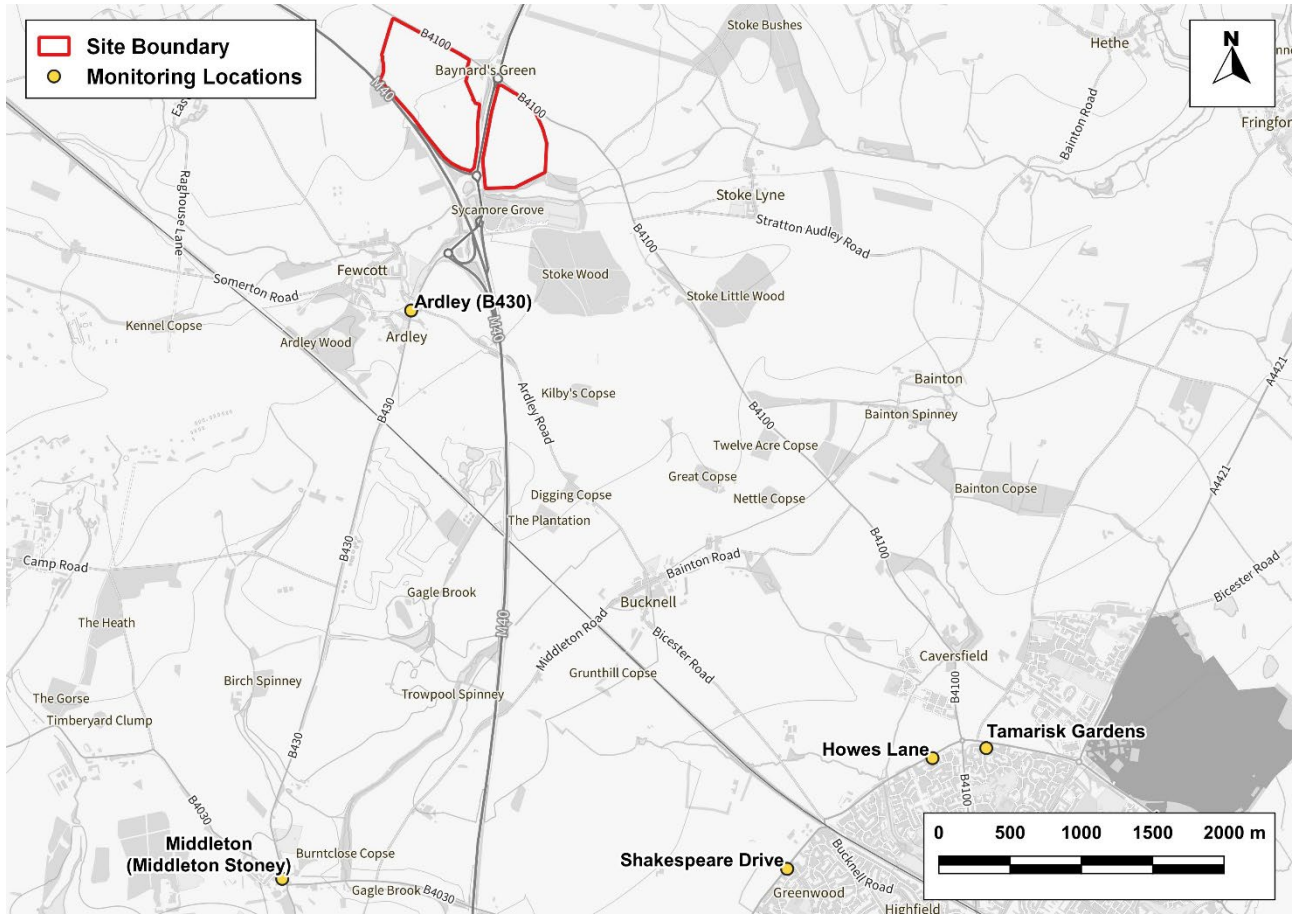 Site Boundary
Monitoring Locations
N
B4100
Baynard's Green
Stoke Bushes
Hethe
M40
B4100
Bainton Road
Fringfor
East
Raghouse Lane
Sycamore Grove
Stoke Lyne
Stratton Audley Road
B4100
Fewcott
Somerton Road
Stoke Wood
Stoke Little Wood
Ardley (B430)
Kennel Copse
Ardley Wood
Ardley
M40
A4421
Kilby's Copse
Ardley Road
Bainton
Bainton Spinney
B430
B4100
Twelve Acre Copse
Great Copse
Nettle Copse
Bainton Copse
A4421
Digging Copse
The Plantation
B430
B4100
Camp Road
Bainton Road
Bicester Road
Gagle Brook
Bucknell
The Heath
M40
Middleton Road
Bicester Road
Caversfield
Birch Spinney
Grunthill Copse
Trowpool Spinney
The Gorse
Timberyard Clump
B4100
B430
Howes Lane
Tamarisk Gardens
B4100
B4030
Middleton
(Middleton Stoney)
Burntclose Copse
Gagle Brook
B4030
Shakespeare Drive
Bucknell Road
Greenwood
Highfield
0 500 1000 1500 2000 m